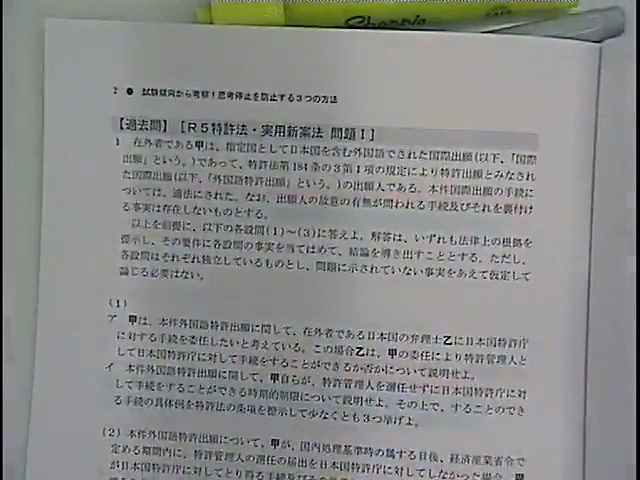 Sharpie
2 ● 試験傾向から考察！思考停止を防止する３つの方法
【過去問】［Ｒ５特許法・実用新案法 問題Ⅰ］
1 在外者である甲は、指定国として日本国を含む外国語でされた国際出願(以下、「国際
出願」という。)であって、特許法第184条の３第１項の規定により特許出願とみなされ
た国際出願(以下、「外国語特許出願」という。)の出願人である。本件国際出願の手続に
ついては、適法にされた。なお、出願人の故意の有無が問われる手続及びそれを裏付け
る事実は存在しないものとする。
以上を前提に、以下の各設問(1)～(3)に答えよ。解答は、いずれも法律上の根拠を
提示し、その要件に各設問の事実を当てはめて、結論を導き出すこととする。ただし、
各設問はそれぞれ独立しているものとし、問題に示されていない事実をあえて仮定して
論じる必要はない。
(1)
ア 甲は、本件外国語特許出願に関して、在外者である日本国の弁理士乙に日本国特許庁
に対する手続を委任したいと考えている。この場合乙は、甲の委任により特許管理人と
して日本国特許庁に対して手続をすることができるか否かについて説明せよ。
イ 本件外国語特許出願に関して、甲自らが、特許管理人を選任せずに日本国特許庁に対
して手続をすることができる時期的制限について説明せよ。その上で、することのでき
る手続の具体例を特許法の条項を提示して少なくとも３つ挙げよ。
(2) 本件外国語特許出願について、甲が、国内処理基準時の属する日後、経済産業省令で
定める期間内に、特許管理人の選任の届出を日本国特許庁に対してしなかった場合、
が日本国特許庁に対してとり得る手続及び